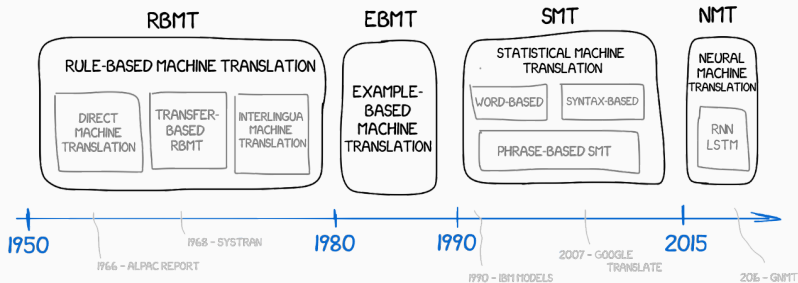 RBMT
EBMT
SMT
NMT
RULE-BASED MACHINE TRANSLATION
DIRECT
MACHINE
TRANSLATION
TRANSFER-
BASED
RBMT
INTERLINGUA
MACHINE
TRANSLATION
EXAMPLE-
BASED
MACHINE
TRANSLATION
STATISTICAL MACHINE
TRANSLATION
WORD-BASED
SYNTAX-BASED
PHRASE-BASED SMT
NEURAL
MACHINE
TRANSLATION
RNN
LSTM
1950
1980
1990
2015
1966 - ALPAC REPORT
1968 - SYSTRAN
1990 - IBM MODELS
2007 - GOOGLE
TRANSLATE
2016 - GNMT